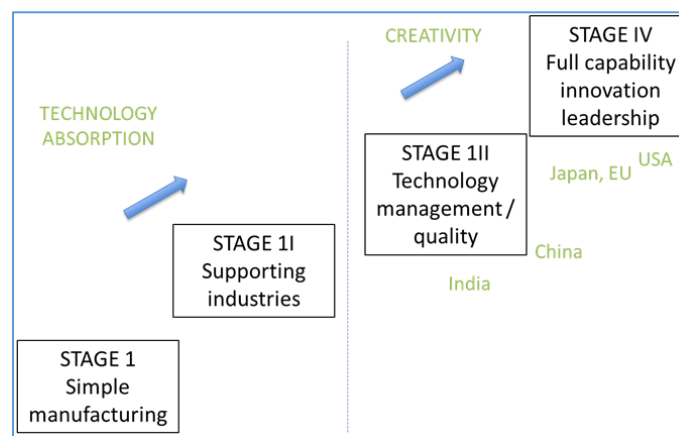 CREATIVITY
STAGE IV
Full capability
innovation
leadership
TECHNOLOGY
ABSORPTION
STAGE 1II
Technology
management /
quality
USA
Japan, EU
STAGE 1I
Supporting
industries
China
India
STAGE 1
Simple
manufacturing